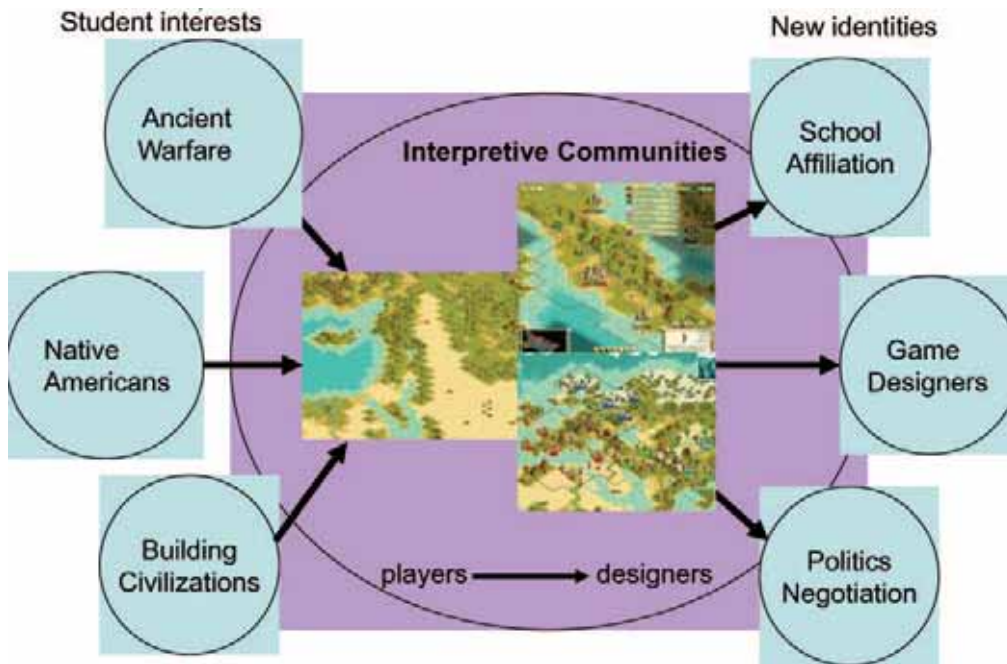 Student interests
New identities
Ancient
Warfare
Interpretive Communities
School
Affiliation
Native
Americans
Game
Designers
Building
Civilizations
players
designers
Politics
Negotiation